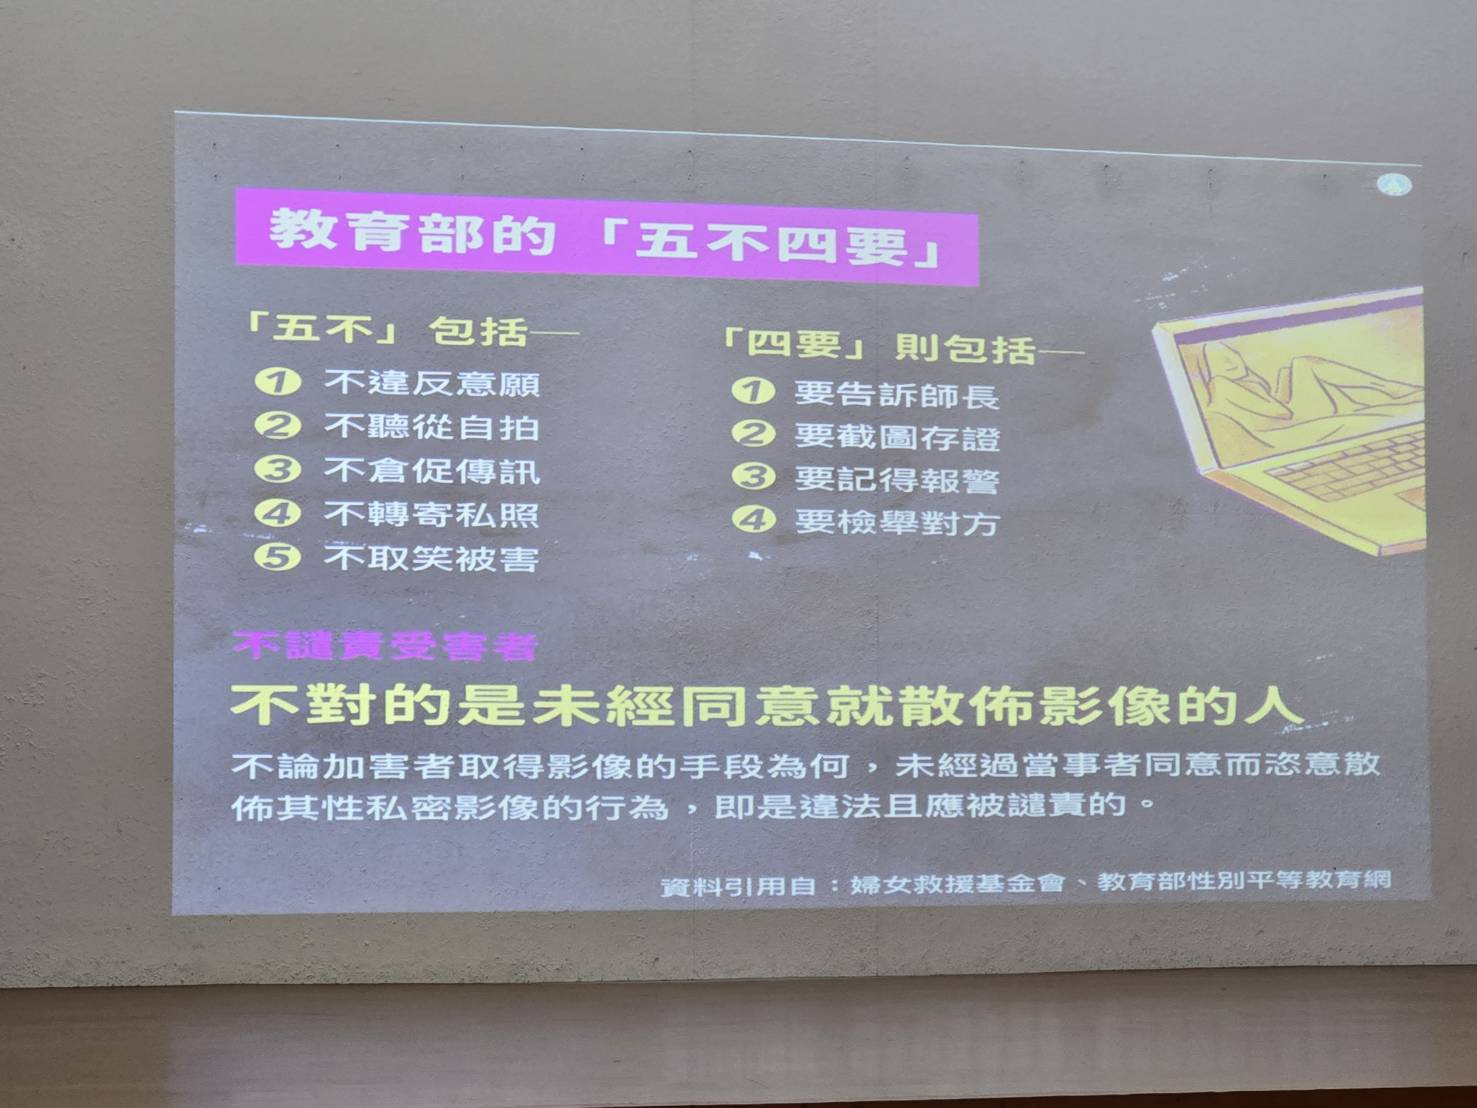 教育部的「五不四要」
「五不」包括—
1 不違反意願
2 不聽從自拍
3 不倉促傳訊
4 不轉寄私照
5 不取笑被害
「四要」則包括—
1 要告訴師長
2 要截圖存證
3 要記得報警
4 要檢舉對方
不譴責受害者
不對的是未經同意就散佈影像的人
不論加害者取得影像的手段為何，未經過當事者同意而恣意散
佈其性私密影像的行為，即是違法且應被譴責的。
資料引用自：婦女救援基金會、教育部性別平等教育網